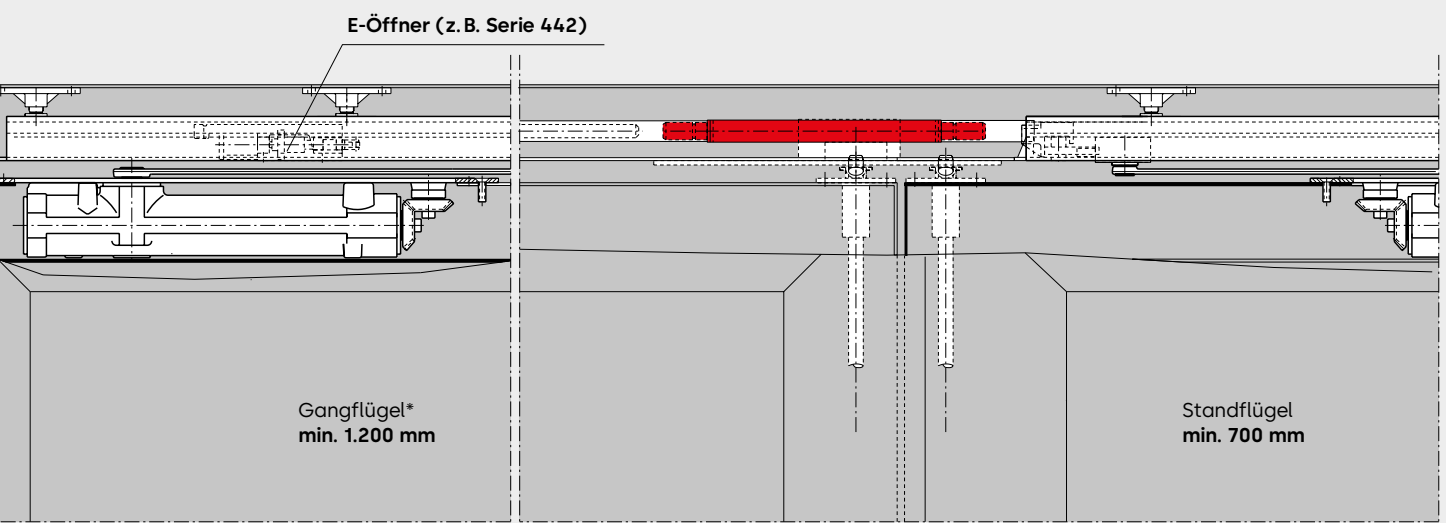 E-Öffner (z. B. Serie 442)
Gangflügel*
min. 1.200 mm
Standflügel
min. 700 mm